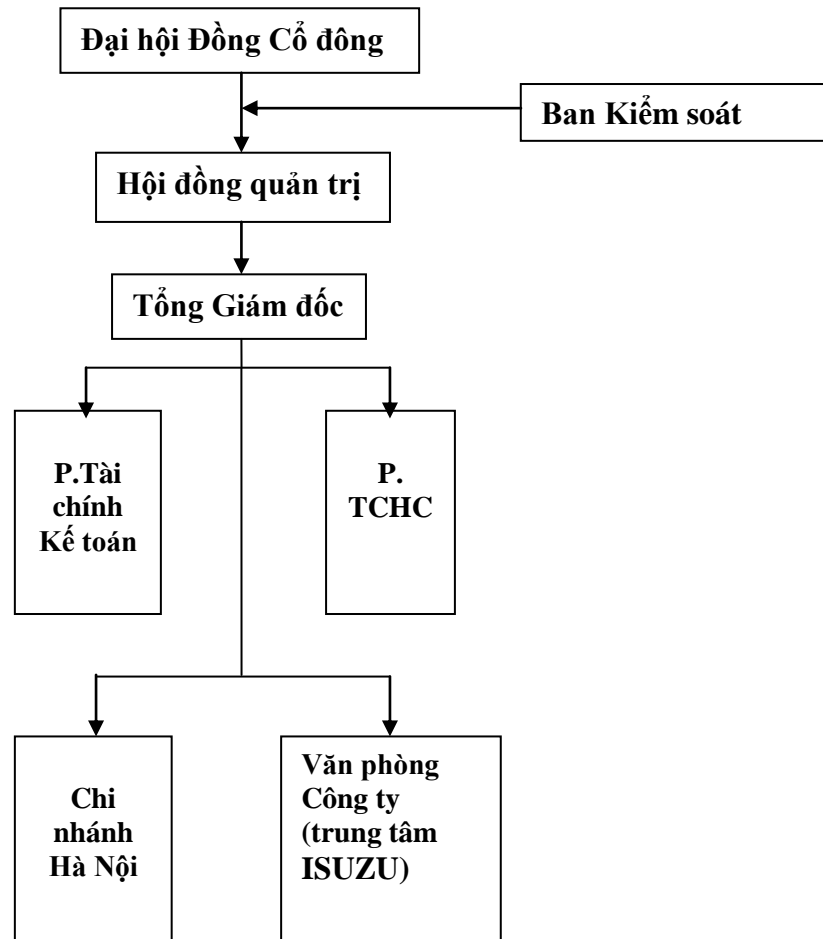 Đại hội Đồng Cổ đông
Ban Kiểm soát
Hội đồng quản trị
Tổng Giám đốc
P.Tài
chính
Kế toán
P.
TCHC
Chi
nhánh
Hà Nội
Văn phòng
Công ty
(trung tâm
ISUZU)